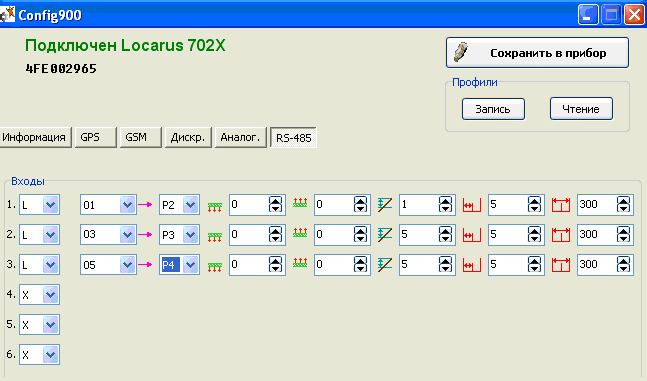 Config900
Подключен Locarus 702X
4FE002965
Сохранить в прибор
Профили
Запись Чтение
Информация GPS GSM Дискр. Аналог. RS-485
Входы
1. L 01 P2 0 0 1 5 300
2. L 03 P3 0 0 5 5 300
3. L 05 P4 0 0 5 5 300
4. X
5. X
6. X